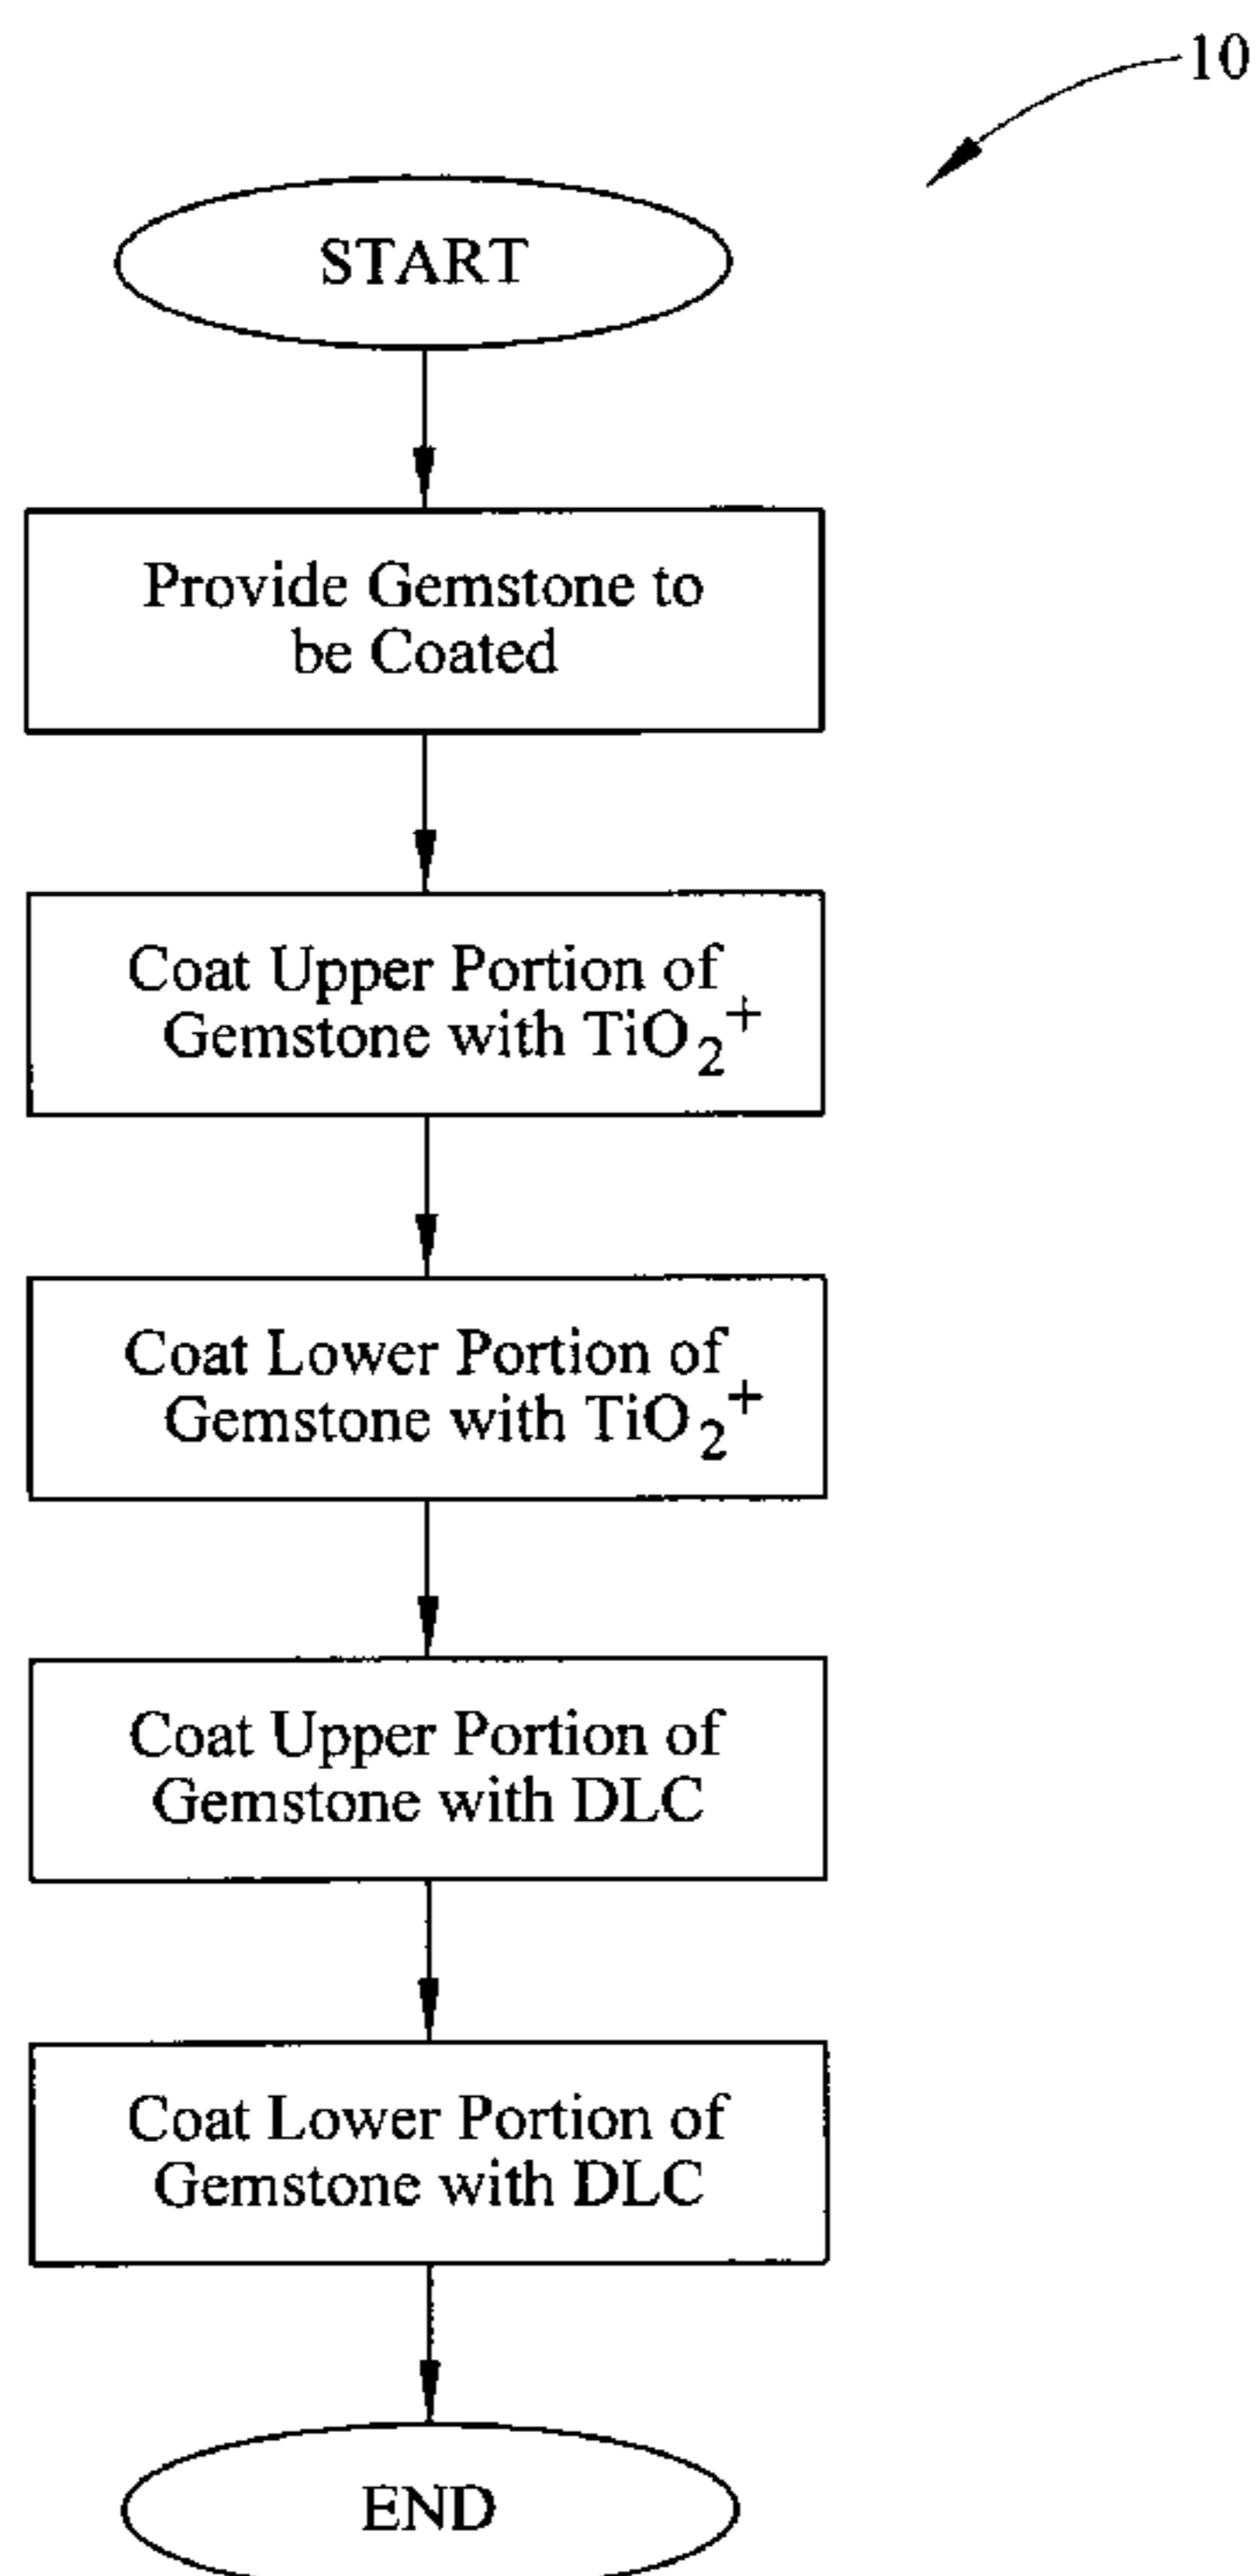 10
START
Provide Gemstone to
be Coated
Coat Upper Portion of
Gemstone with TiO₂⁺
Coat Lower Portion of
Gemstone with TiO₂⁺
Coat Upper Portion of
Gemstone with DLC
Coat Lower Portion of
Gemstone with DLC
END